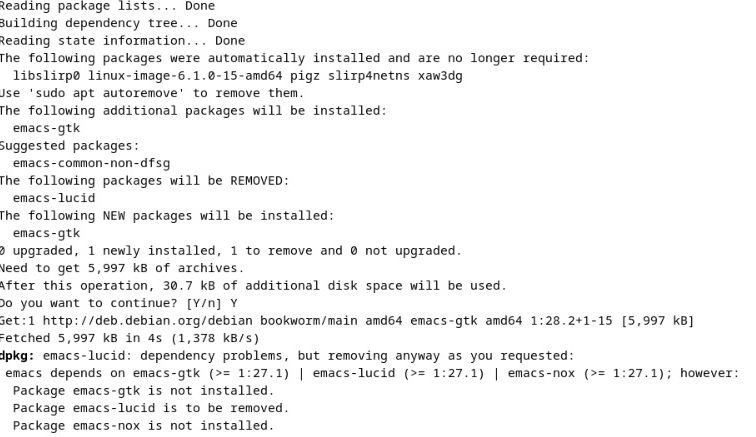 Reading package lists... Done
Building dependency tree... Done
Reading state information... Done
The following packages were automatically installed and are no longer required:
  libslirp0 linux-image-6.1.0-15-amd64 pigz slirp4netns xaw3dg
Use 'sudo apt autoremove' to remove them.
The following additional packages will be installed:
  emacs-gtk
Suggested packages:
  emacs-common-non-dfsg
The following packages will be REMOVED:
  emacs-lucid
The following NEW packages will be installed:
  emacs-gtk
0 upgraded, 1 newly installed, 1 to remove and 0 not upgraded.
Need to get 5,997 kB of archives.
After this operation, 30.7 kB of additional disk space will be used.
Do you want to continue? [Y/n] Y
Get:1 http://deb.debian.org/debian bookworm/main amd64 emacs-gtk amd64 1:28.2+1-15 [5,997 kB]
Fetched 5,997 kB in 4s (1,378 kB/s)
dpkg: emacs-lucid: dependency problems, but removing anyway as you requested:
 emacs depends on emacs-gtk (>= 1:27.1) | emacs-lucid (>= 1:27.1) | emacs-nox (>= 1:27.1); however:
  Package emacs-gtk is not installed.
  Package emacs-lucid is to be removed.
  Package emacs-nox is not installed.